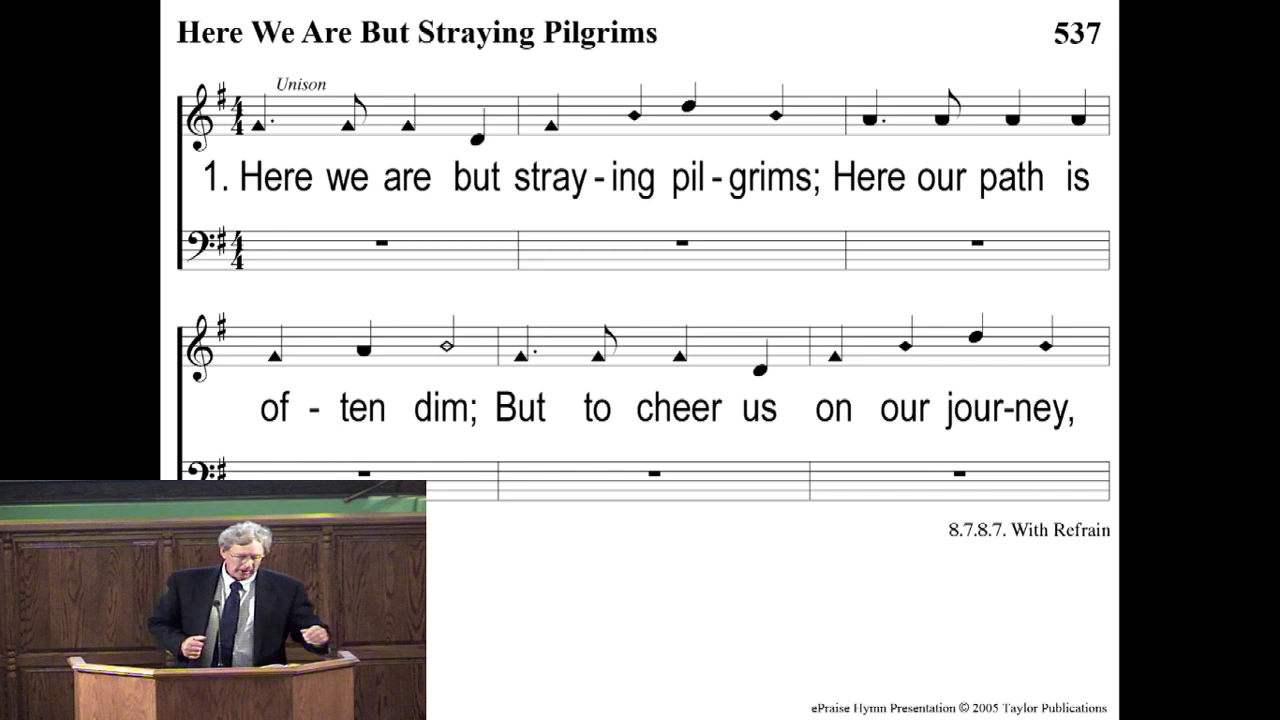 Here We Are But Straying Pilgrims 537
Unison
1. Here we are but stray - ing pil - grims; Here our path is
of - ten dim; But to cheer us on our jour-ney,
8.7.8.7. With Refrain
ePraise Hymn Presentation © 2005 Taylor Publications